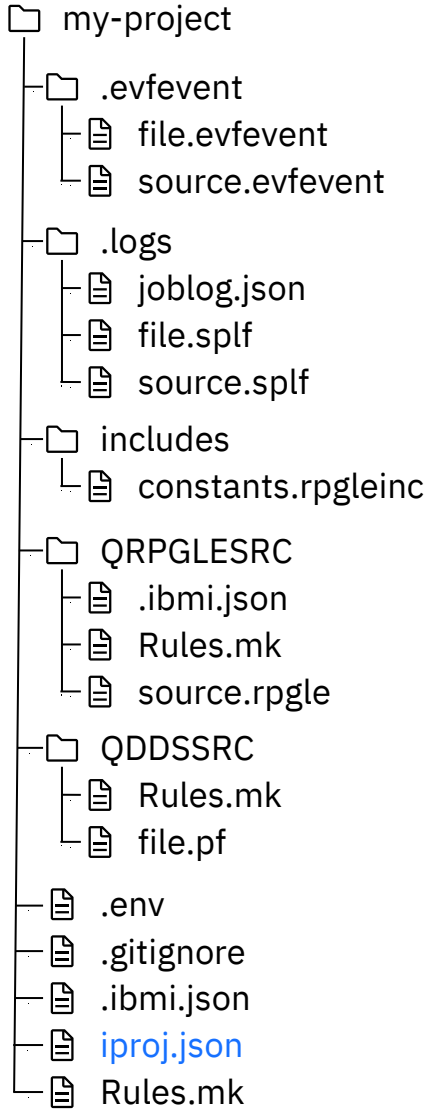 my-project
.evfevent
file.evfevent
source.evfevent
.logs
joblog.json
file.splf
source.splf
includes
constants.rpgleinc
QRPGLESRC
.ibmi.json
Rules.mk
source.rpgle
QDDSSRC
Rules.mk
file.pf
.env
.gitignore
.ibmi.json
iproj.json
Rules.mk